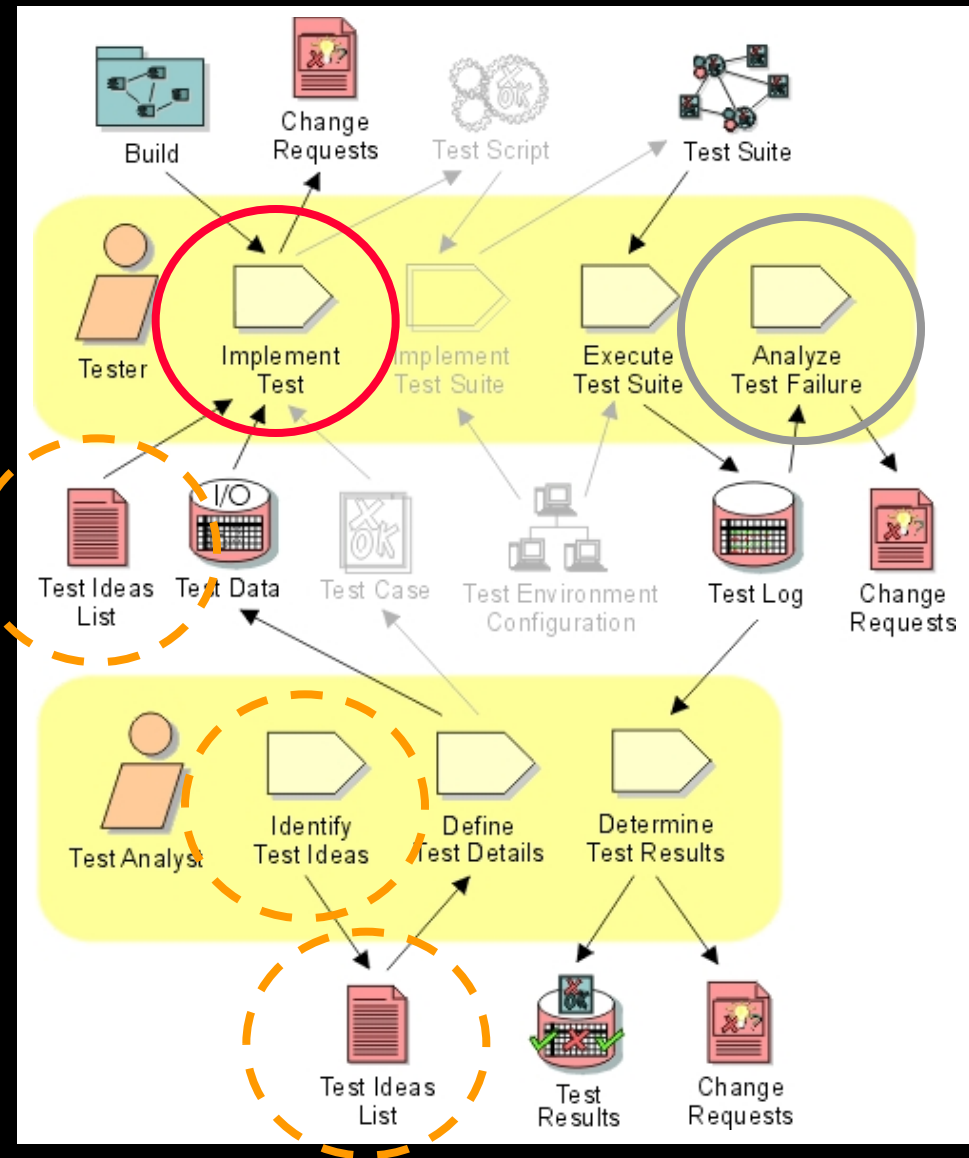 Build
Change
Requests
Test Script
Test Suite
Tester
Implement
Test
Implement
Test Suite
Execute
Test Suite
Analyze
Test Failure
I/O
X
OK
Test Ideas
List
Test Data
Test Case
Test Environment
Configuration
Test Log
Change
Requests
Test Analyst
Identify
Test Ideas
Define
Test Details
Determine
Test Results
Test Ideas
List
Test
Results
Change
Requests